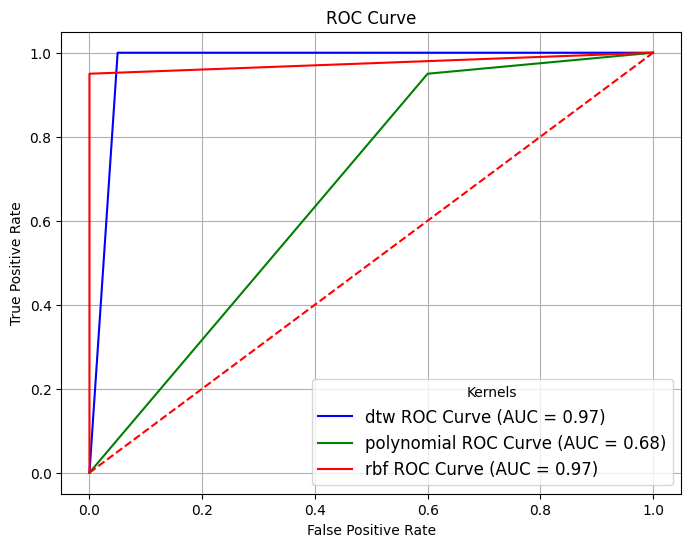 ROC Curve
1.0
0.8
0.6
0.4
0.2
0.0
True Positive Rate
Kernels
dtw ROC Curve (AUC = 0.97)
polynomial ROC Curve (AUC = 0.68)
rbf ROC Curve (AUC = 0.97)
0.0 0.2 0.4 0.6 0.8 1.0
False Positive Rate